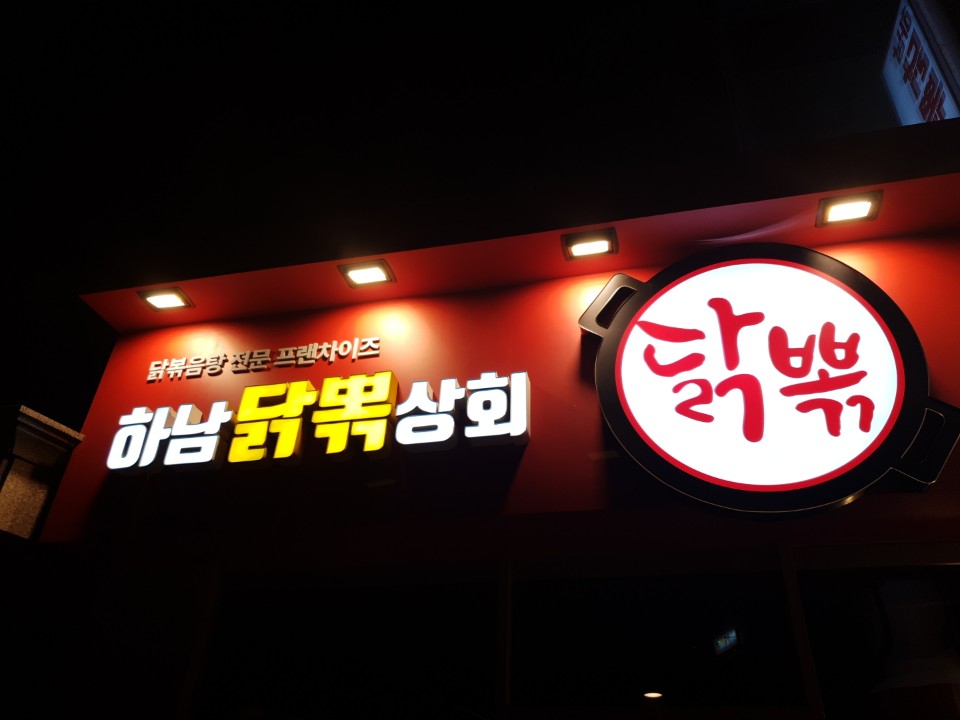 닭볶음탕 전문 프랜차이즈
하남닭볶상회
닭볶